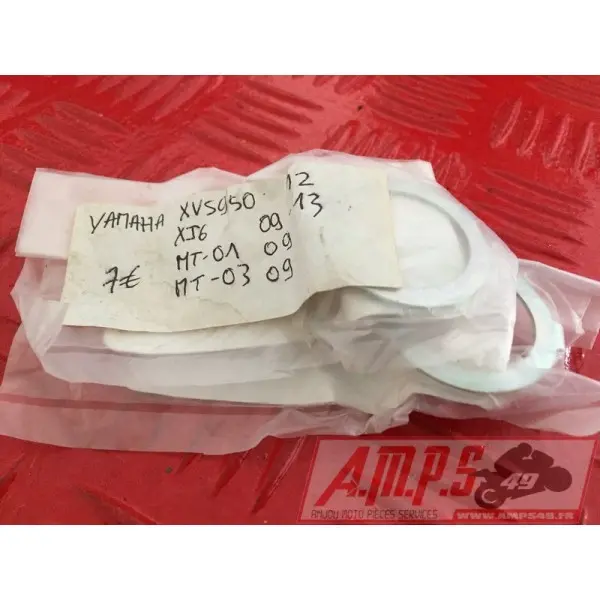 YAMAHA XVS950 12
13
XJ6 09
MT-01 09
7€ MT-03 09
A.M.P.S
49
ANJOU MOTO PIÈCES SERVICES
WWW.AMPS49.FR